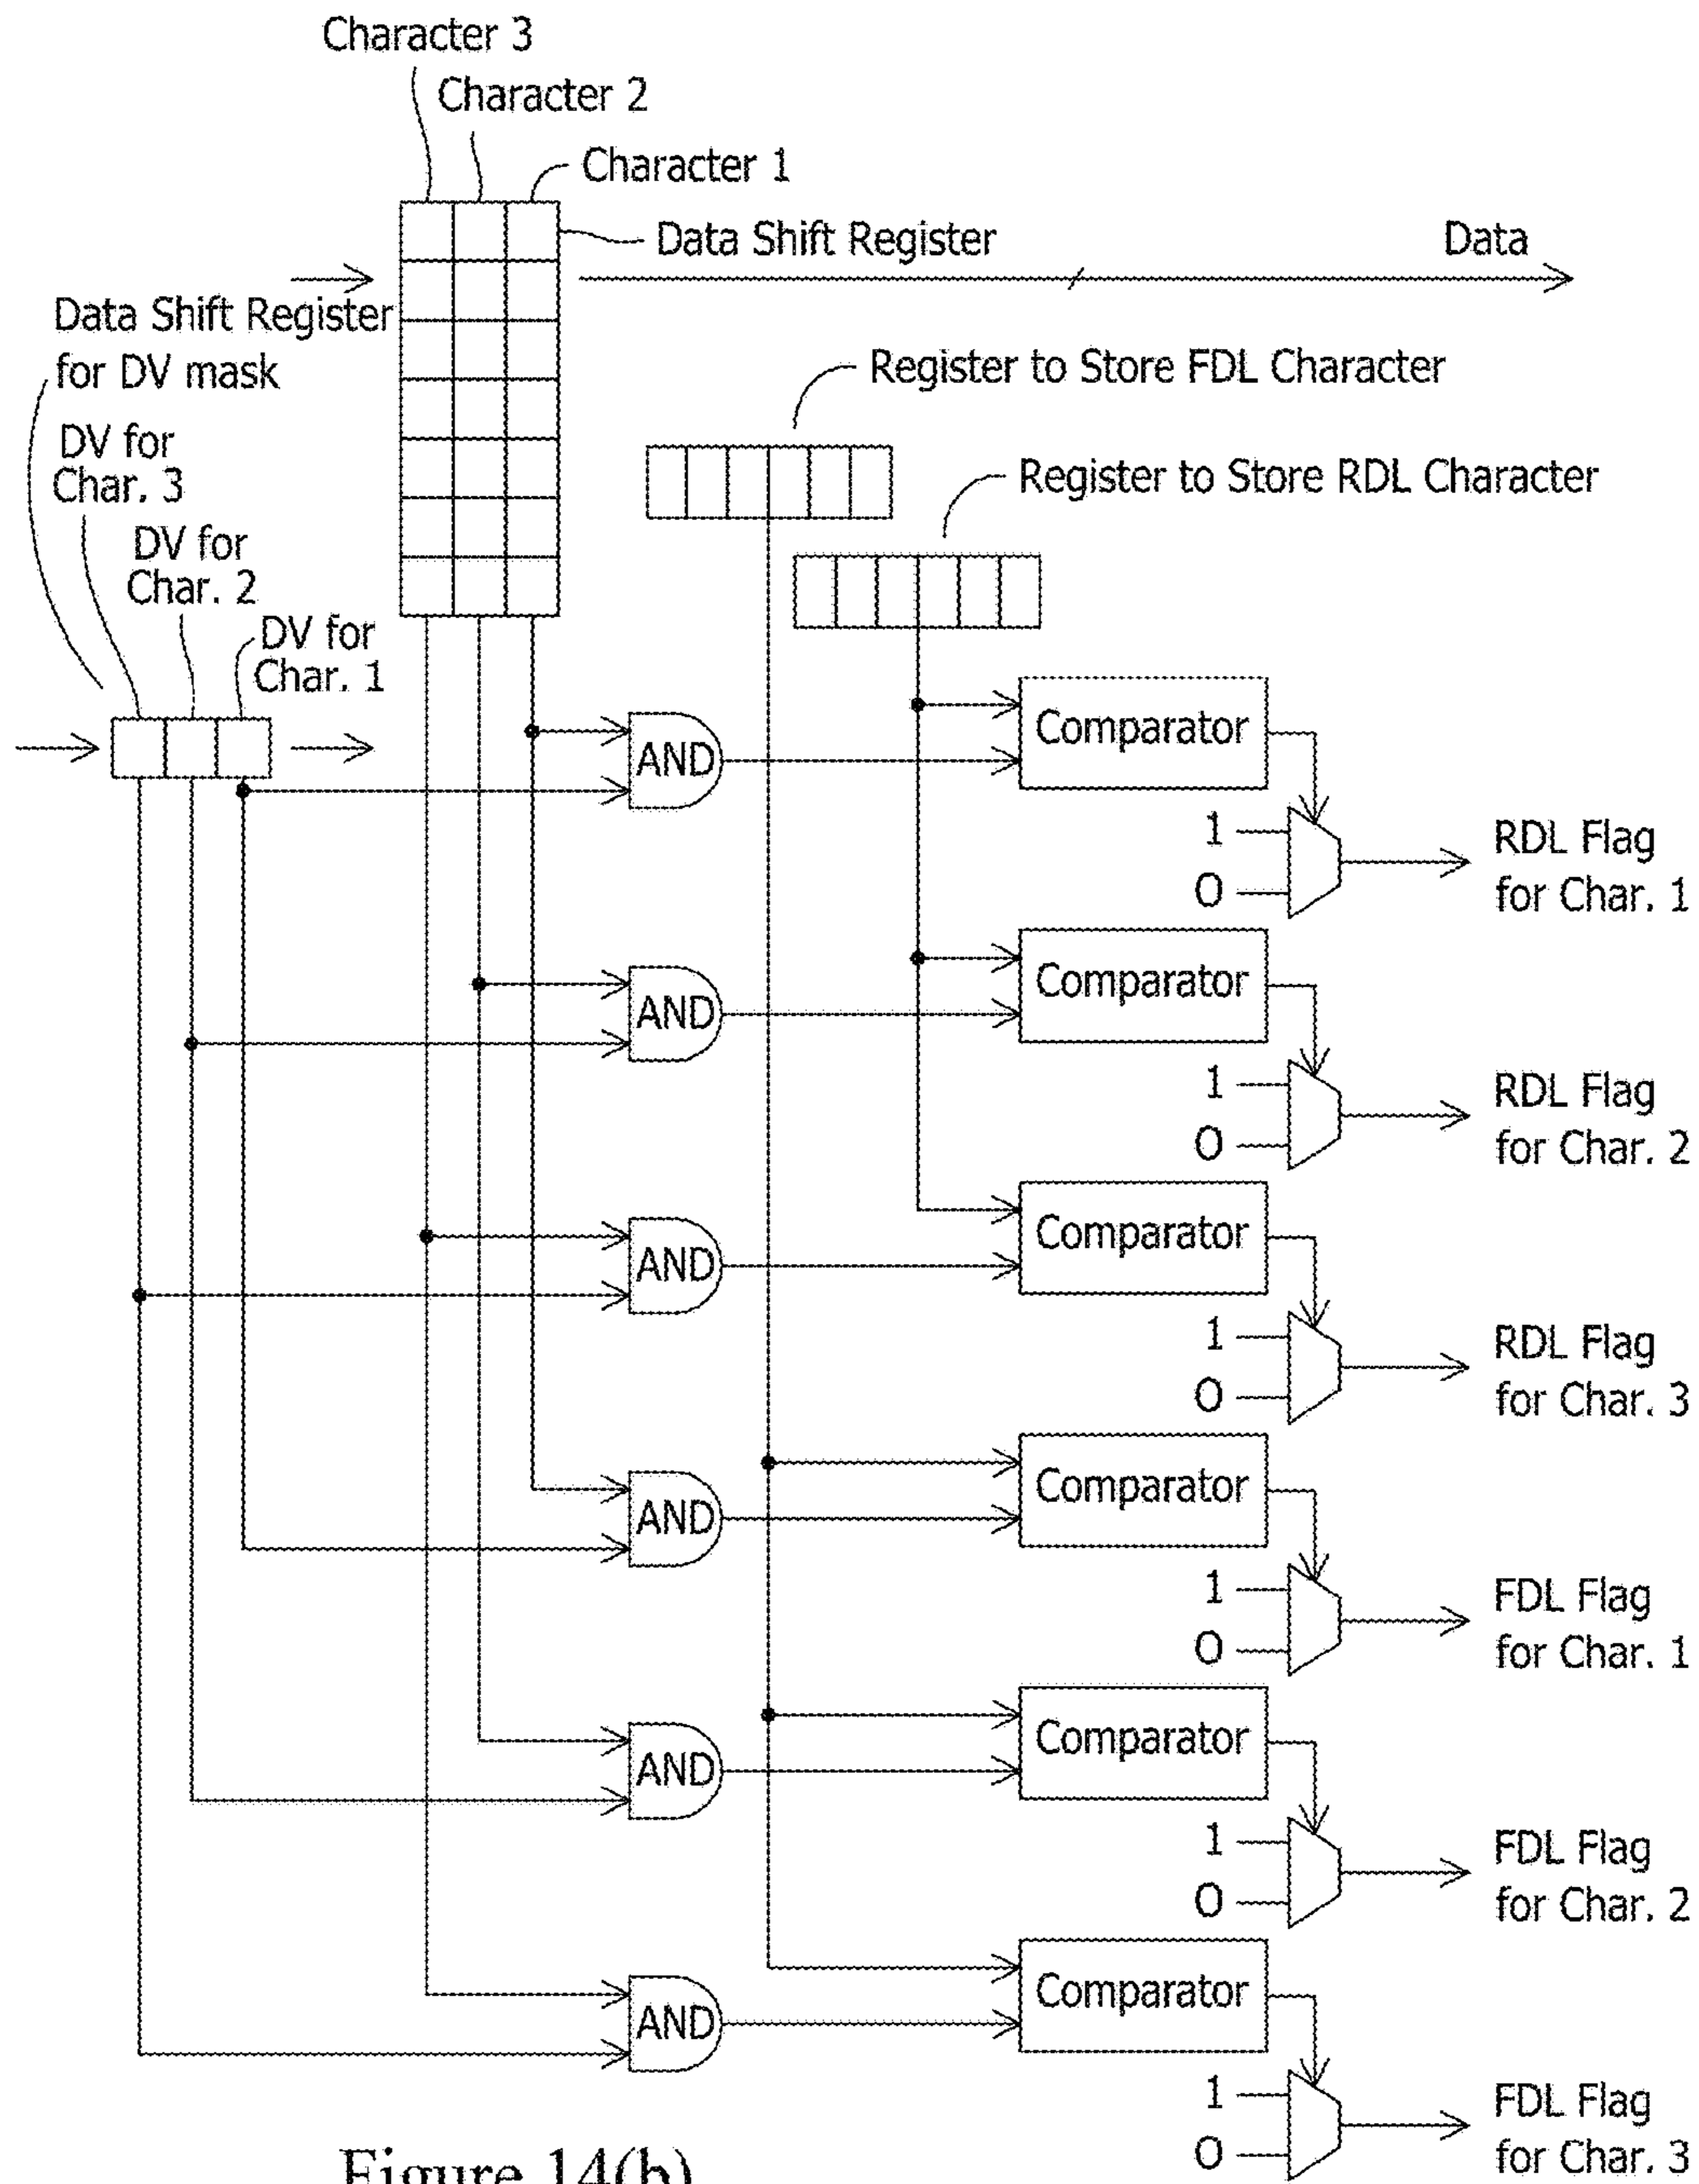 Character 3
Character 2
Character 1
Data Shift Register
Data
Data Shift Register
for DV mask
Register to Store FDL Character
DV for
Char. 3
Register to Store RDL Character
DV for
Char. 2
DV for
Char. 1
Comparator
AND
1
0
RDL Flag
for Char. 1
Comparator
AND
1
0
RDL Flag
for Char. 2
Comparator
AND
1
0
RDL Flag
for Char. 3
Comparator
AND
1
0
FDL Flag
for Char. 1
Comparator
AND
1
0
FDL Flag
for Char. 2
Comparator
AND
1
0
FDL Flag
for Char. 3
Figure 14(b)